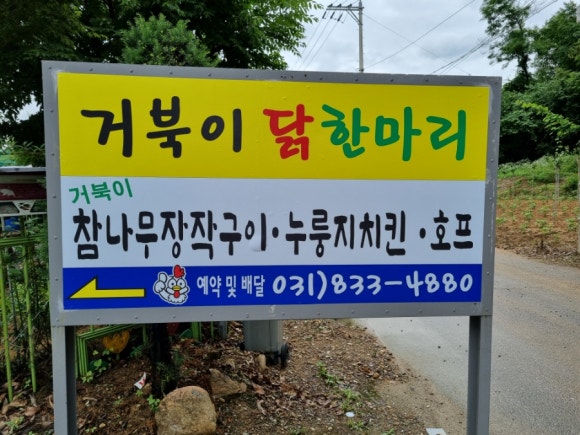 거북이 닭한마리
거북이
참나무장작구이·누룽지치킨·호프
예약 및 배달 031)833-4880